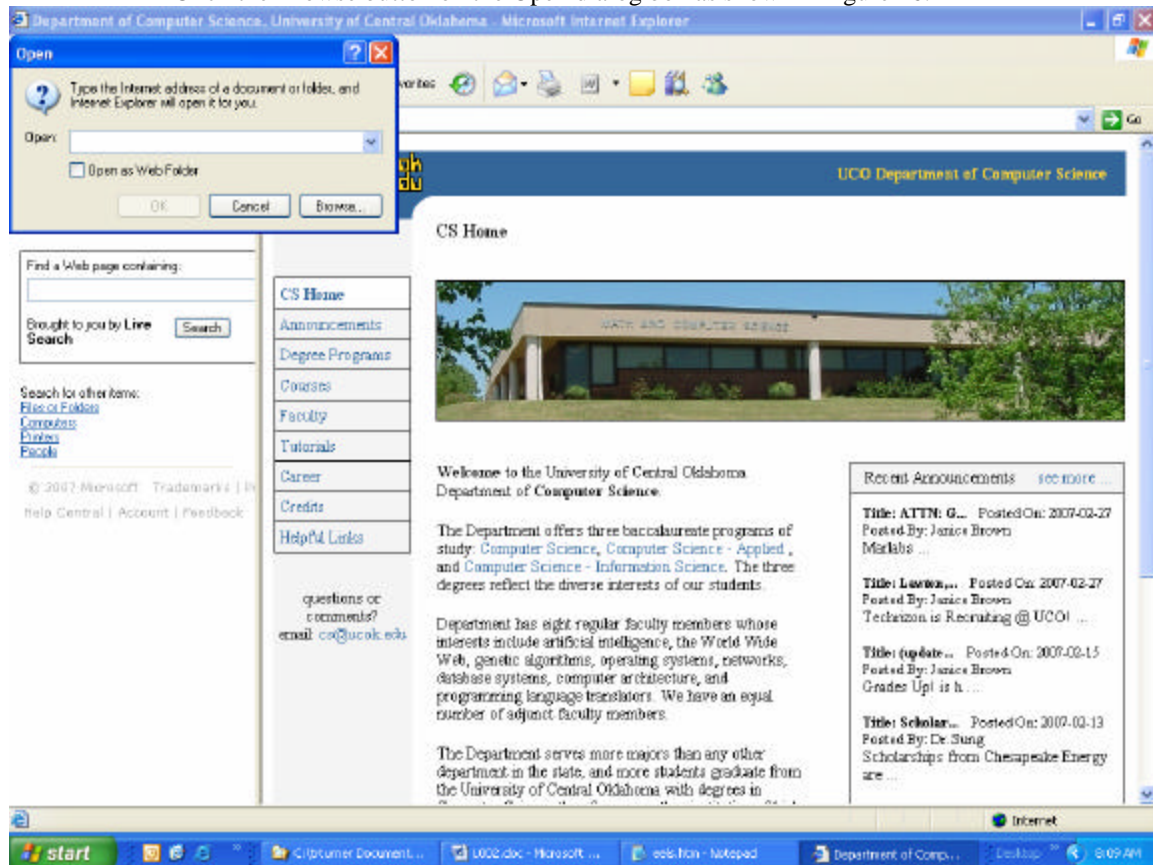 Department of Computer Science, University of Central Oklahoma - Microsoft Internet Explorer
Open
Type the Internet address of a document or folder, and
Internet Explorer will open it for you.
Open:
Open as Web Folder
OK Cancel Browse...
Go
UCO Department of Computer Science
CS Home
Find a Web page containing:
Brought to you by Live
Search
Search
Search for other items:
Files or Folders
Computers
Printers
People
© 2007 Microsoft Trademarks |
Help Central | Account | Feedback
CS Home
Announcements
Degree Programs
Courses
Faculty
Tutorials
Career
Credits
Helpful Links
questions or
comments?
email: cs@ucok.edu
MATH AND COMPUTER SCIENCE
Welcome to the University of Central Oklahoma
Department of Computer Science.
The Department offers three baccalaureate programs of
study: Computer Science, Computer Science - Applied ,
and Computer Science - Information Science. The three
degrees reflect the diverse interests of our students.
Department has eight regular faculty members whose
interests include artificial intelligence, the World Wide
Web, genetic algorithms, operating systems, networks,
database systems, computer architecture, and
programming language translators. We have an equal
number of adjunct faculty members.
The Department serves more majors than any other
department in the state, and more students graduate from
the University of Central Oklahoma with degrees in
Recent Announcements see more ...
Title: ATTN: G... Posted On: 2007-02-27
Posted By: Janice Brown
Marlabs ...
Title: Lawton,... Posted On: 2007-02-27
Posted By: Janice Brown
Technizon is Recruiting @ UCO! ...
Title: (update... Posted On: 2007-02-15
Posted By: Janice Brown
Grades Up! is h...
Title: Scholar... Posted On: 2007-02-13
Posted By: Dr. Sung
Scholarships from Chesapeake Energy
are ...
Internet
start
C:\pturner Document...
L002.doc - Microsoft ...
eels.htm - Notepad
Department of Comp...
Desktop
8:09 AM